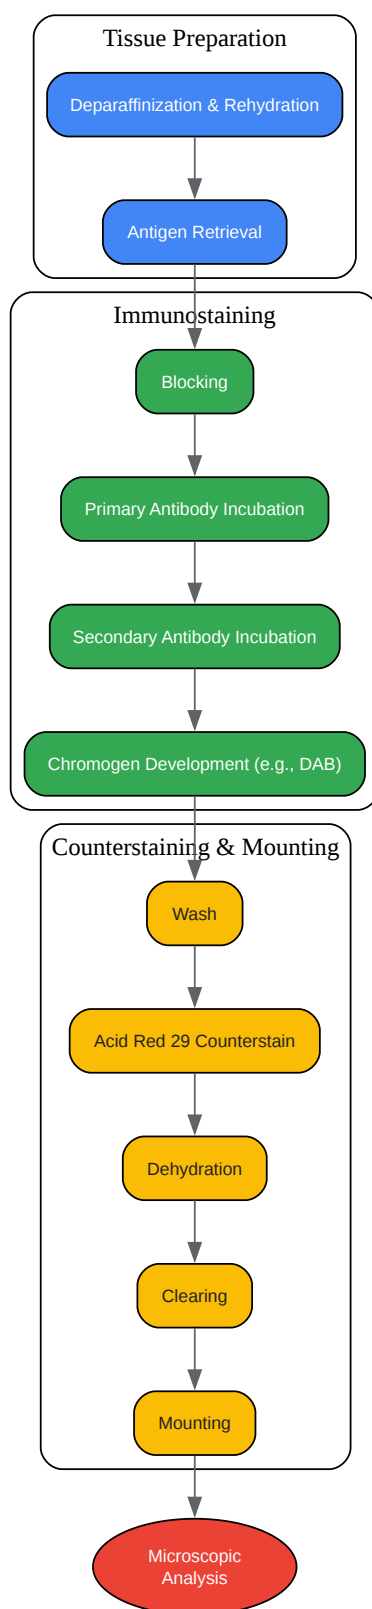 Tissue Preparation
Deparaffinization & Rehydration
Antigen Retrieval
Immunostaining
Blocking
Primary Antibody Incubation
Secondary Antibody Incubation
Chromogen Development (e.g., DAB)
Counterstaining & Mounting
Wash
Acid Red 29 Counterstain
Dehydration
Clearing
Mounting
Microscopic
Analysis